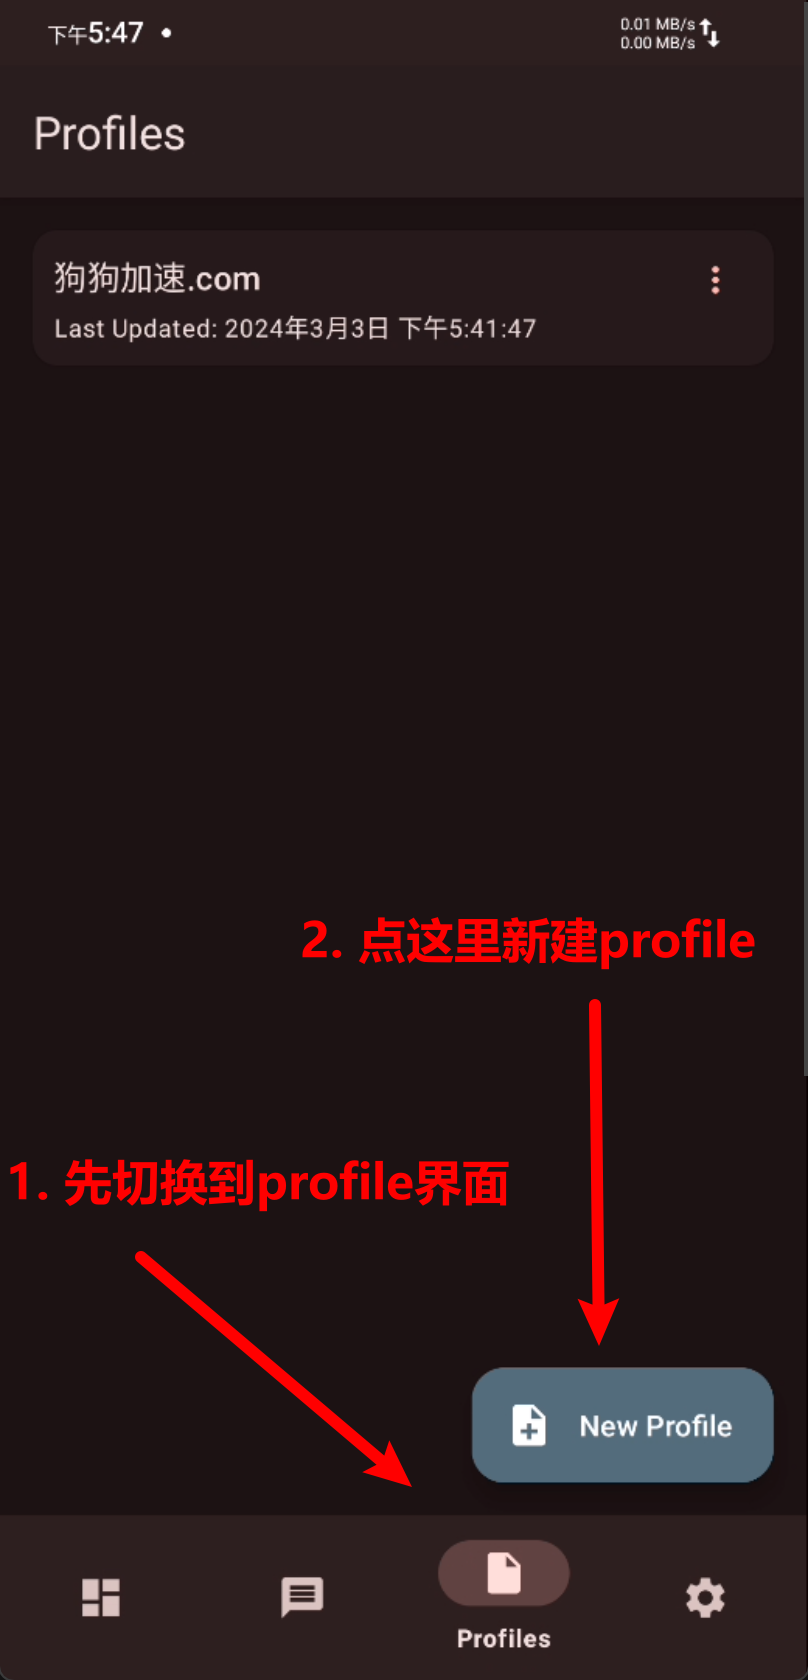 下午5:47
0.01 MB/s
0.00 MB/s
Profiles
狗狗加速.com
Last Updated: 2024年3月3日 下午5:41:47
2. 点这里新建profile
1. 先切换到profile界面
New Profile
Profiles